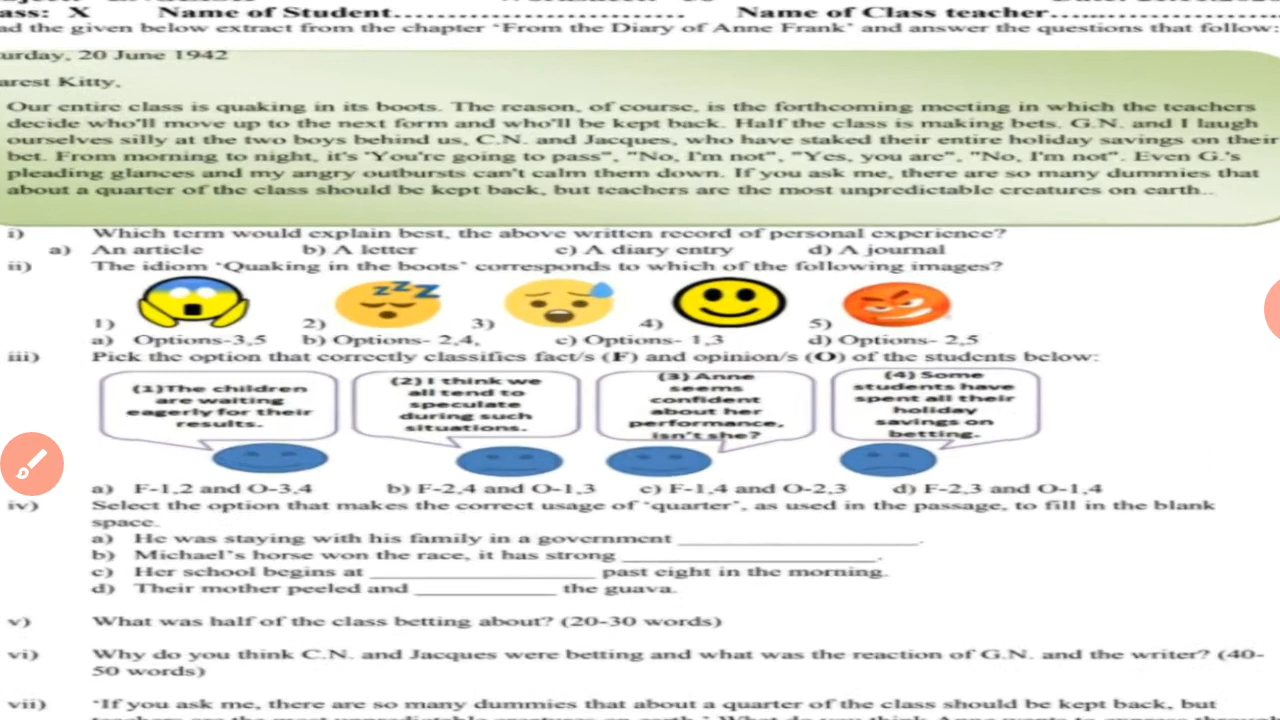 ass: X Name of Student............................... Name of Class teacher......................
ad the given below extract from the chapter 'From the Diary of Anne Frank' and answer the questions that follow:
urday, 20 June 1942
arest Kitty,
Our entire class is quaking in its boots. The reason, of course, is the forthcoming meeting in which the teachers
decide who'll move up to the next form and who'll be kept back. Half the class is making bets. G.N. and I laugh
ourselves silly at the two boys behind us, C.N. and Jacques, who have staked their entire holiday savings on their
bet. From morning to night, it's "You're going to pass", "No, I'm not", "Yes, you are", "No, I'm not". Even G.'s
pleading glances and my angry outbursts can't calm them down. If you ask me, there are so many dummies that
about a quarter of the class should be kept back, but teachers are the most unpredictable creatures on earth..
i) Which term would explain best, the above written record of personal experience?
a) An article b) A letter c) A diary entry d) A journal
ii) The idiom 'Quaking in the boots' corresponds to which of the following images?
1) 2) 3) 4) 5)
a) Options-3,5 b) Options- 2,4, c) Options- 1,3 d) Options- 2,5
iii) Pick the option that correctly classifies fact/s (F) and opinion/s (O) of the students below:
(1)The children
are waiting
eagerly for their
results.
(2) I think we
all tend to
speculate
during such
situations.
(3) Anne
seems
confident
about her
performance,
isn't she?
(4) Some
students have
spent all their
holiday
savings on
betting.
a) F-1,2 and O-3,4 b) F-2,4 and O-1,3 c) F-1,4 and O-2,3 d) F-2,3 and O-1,4
iv) Select the option that makes the correct usage of 'quarter', as used in the passage, to fill in the blank
space.
a) He was staying with his family in a government ____________________.
b) Michael's horse won the race, it has strong ____________________.
c) Her school begins at ____________________ past eight in the morning.
d) Their mother peeled and ____________ the guava.
v) What was half of the class betting about? (20-30 words)
vi) Why do you think C.N. and Jacques were betting and what was the reaction of G.N. and the writer? (40-
50 words)
vii) 'If you ask me, there are so many dummies that about a quarter of the class should be kept back, but